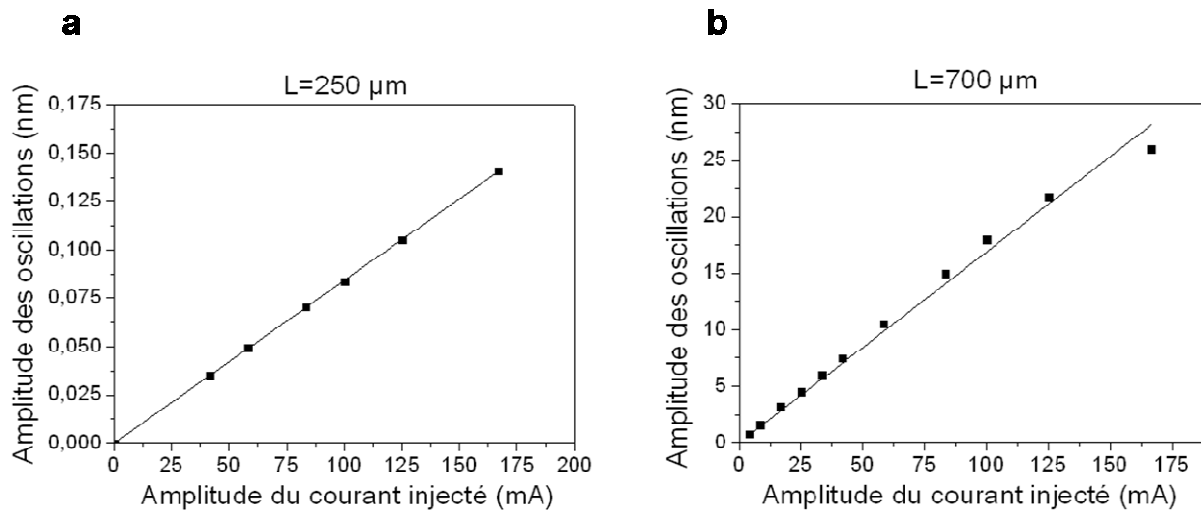 a
L=250 µm
Amplitude des oscillations (nm)
0,175
0,150
0,125
0,100
0,075
0,050
0,025
0,000
0 25 50 75 100 125 150 175 200
Amplitude du courant injecté (mA)
b
L=700 µm
Amplitude des oscillations (nm)
30
25
20
15
10
5
0
0 25 50 75 100 125 150 175
Amplitude du courant injecté (mA)